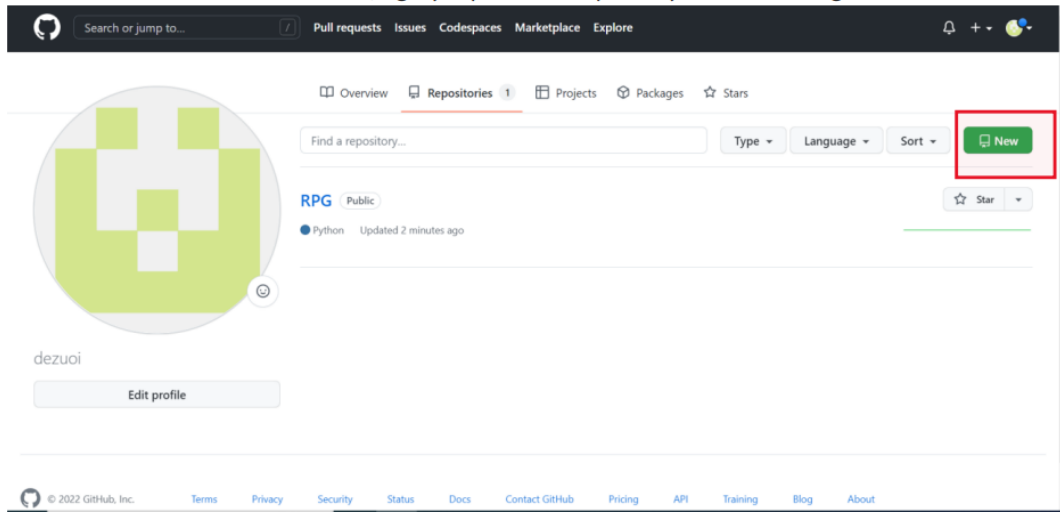 Search or jump to... /
Pull requests Issues Codespaces Marketplace Explore
Overview Repositories 1 Projects Packages Stars
Find a repository... Type Language Sort New
RPG Public Star
Python Updated 2 minutes ago
dezuoi
Edit profile
© 2022 GitHub, Inc. Terms Privacy Security Status Docs Contact GitHub Pricing API Training Blog About